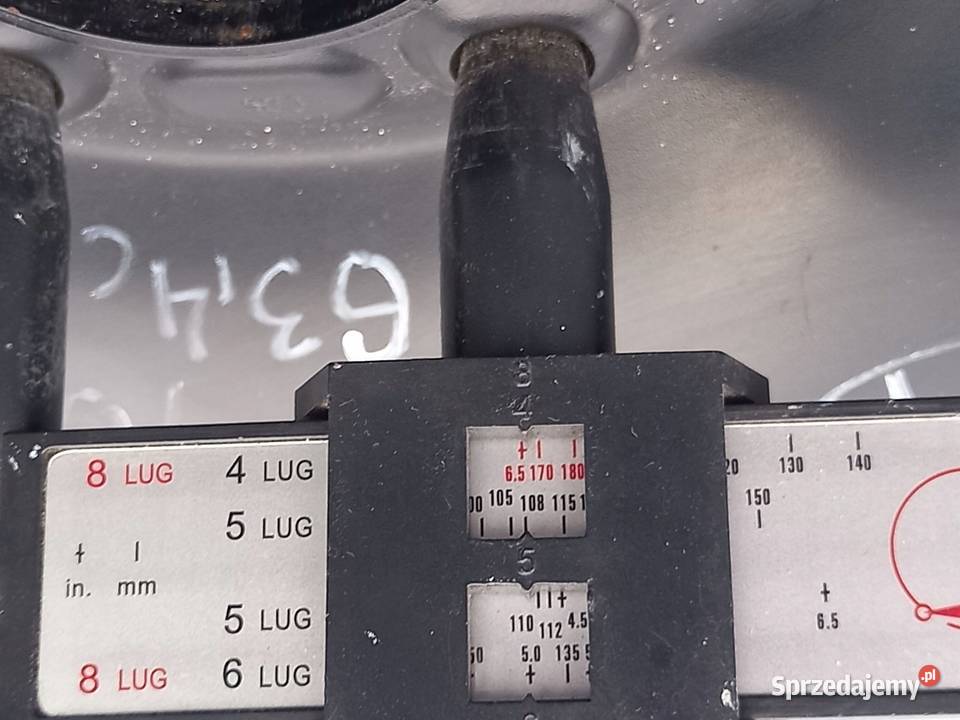 63,4c
8
4
6.5 170 180
105 108 115
5
110 112 4.5
5.0 135
8 LUG 4 LUG
5 LUG
in. mm
5 LUG
8 LUG 6 LUG
130 140
150
6.5
Sprzedajemy.pl